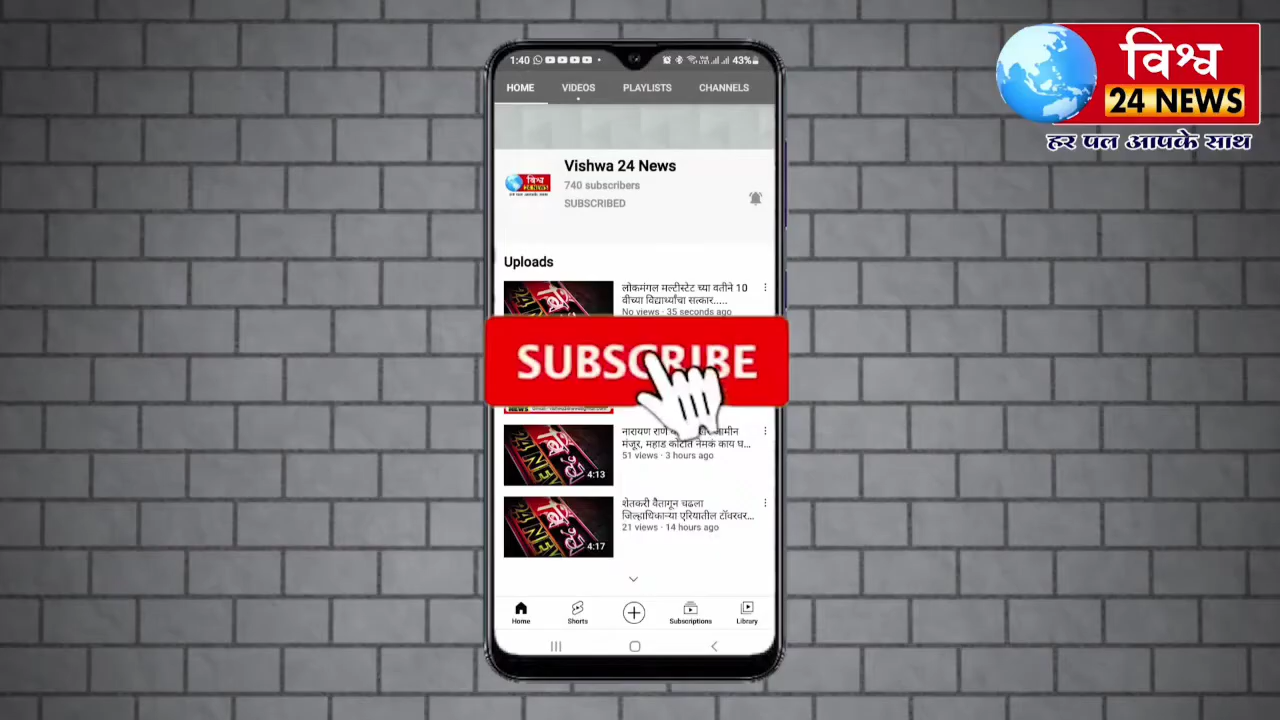 विश्व
24 NEWS
हर पल आपके साथ
1:40
43%
HOME
VIDEOS
PLAYLISTS
CHANNELS
Vishwa 24 News
740 subscribers
SUBSCRIBED
Uploads
लोकमंगल मल्टीस्टेट च्या वतीने 10
वीच्या विद्यार्थ्यांचा सत्कार.....
No views · 35 seconds ago
SUBSCRIBE
नारायण राणे
जामीन
मंजूर, महाड कोर्टात नेमकं काय घ...
51 views · 3 hours ago
4:13
शेतकरी वैतागून चढला
जिल्हाधिकाऱ्या एरियातील टॉवरवर...
21 views · 14 hours ago
4:17
Home
Shorts
Subscriptions
Library